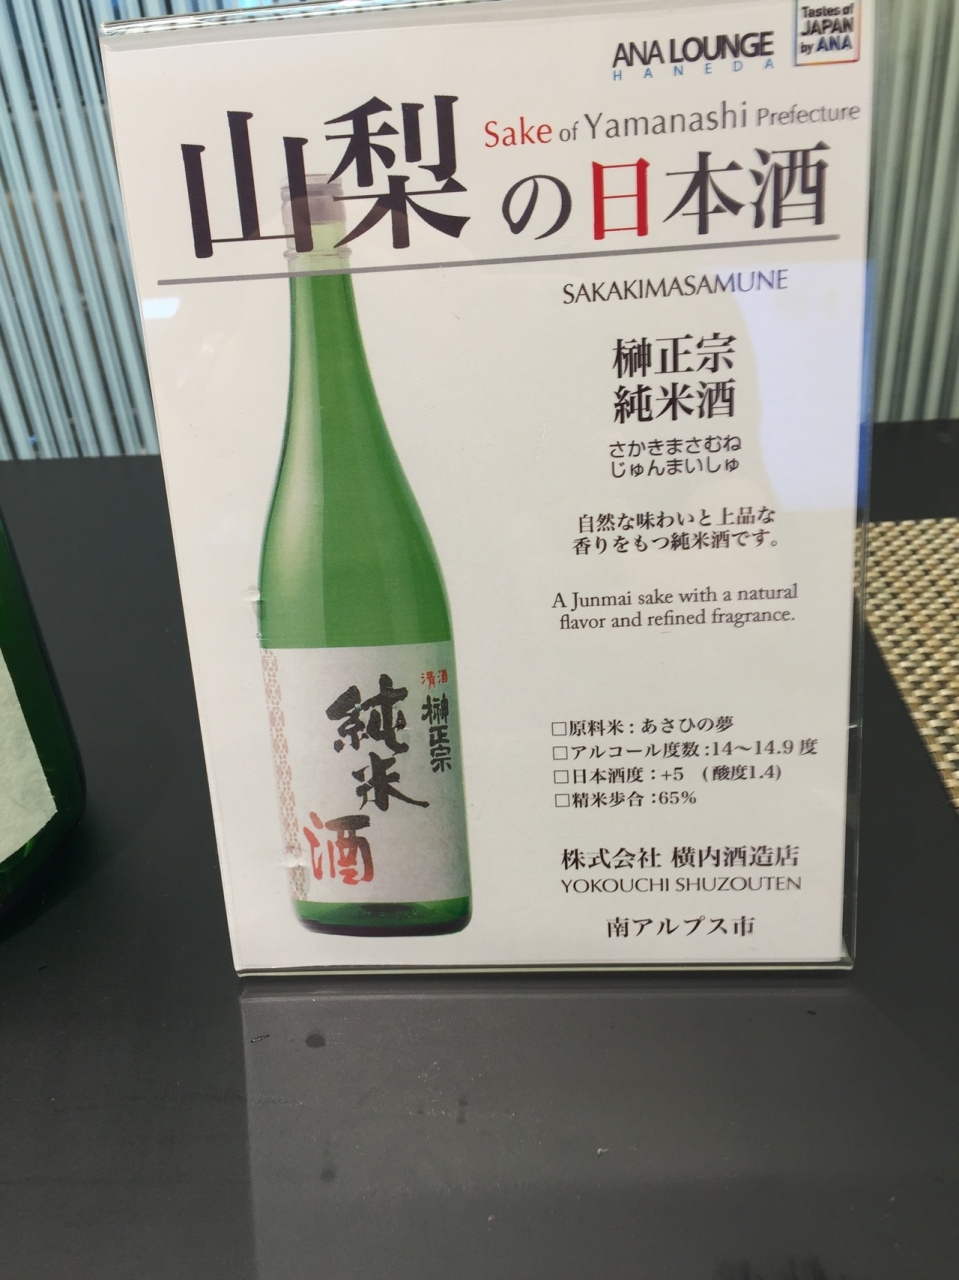 Tastes of
JAPAN
by ANA
ANA LOUNGE
HANEDA
Sake of Yamanashi Prefecture
山梨の日本酒
SAKAKIMASAMUNE
榊正宗
純米酒
さかきまさむね
じゅんまいしゅ
自然な味わいと上品な
香りをもつ純米酒です。
A Junmai sake with a natural
flavor and refined fragrance.
□原料米：あさひの夢
□アルコール度数：14～14.9度
□日本酒度：+5 （酸度1.4）
□精米歩合：65%
株式会社 横内酒造店
YOKOUCHI SHUZOUTEN
南アルプス市
清酒
榊正宗
純米
酒